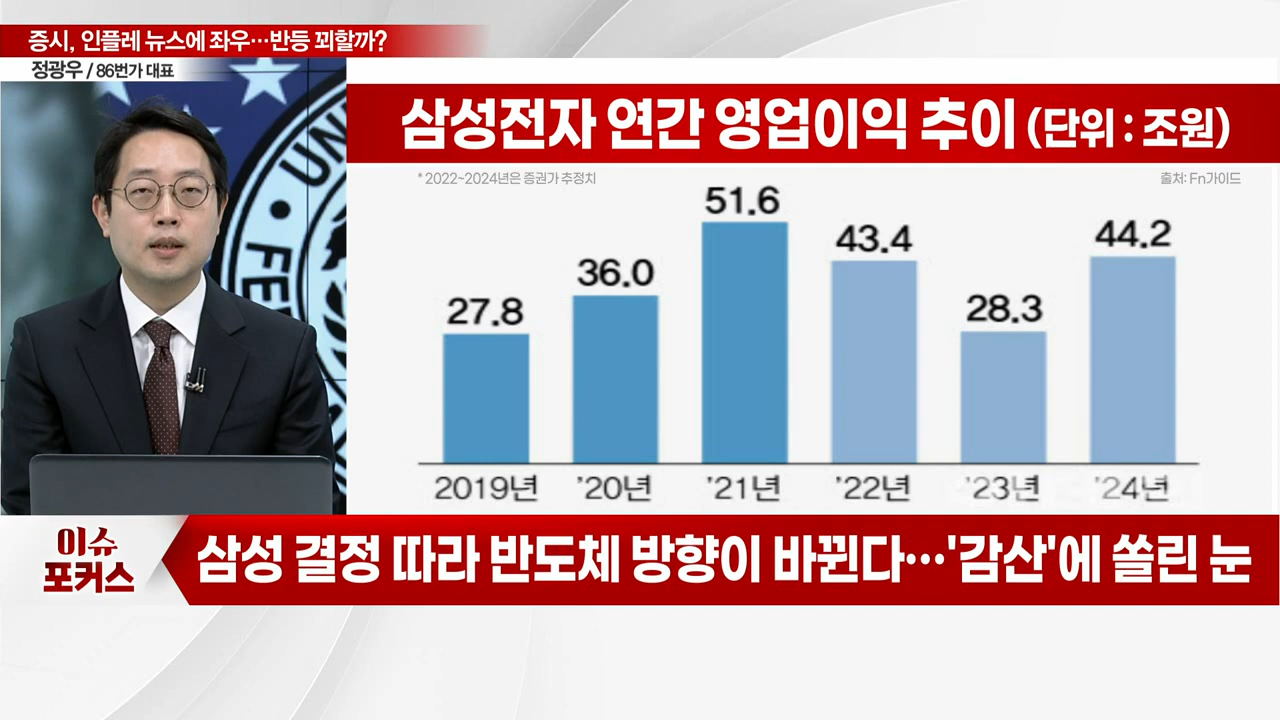 증시, 인플레 뉴스에 좌우…반등 꾀할까?
정광우 / 86번가 대표
UN
FE
삼성전자 연간 영업이익 추이 (단위 : 조원)
* 2022~2024년은 증권가 추정치
출처: Fn가이드
27.8
36.0
51.6
43.4
28.3
44.2
2019년
'20년
'21년
'22년
'23년
'24년
이슈
포커스
삼성 결정 따라 반도체 방향이 바뀐다…'감산'에 쏠린 눈